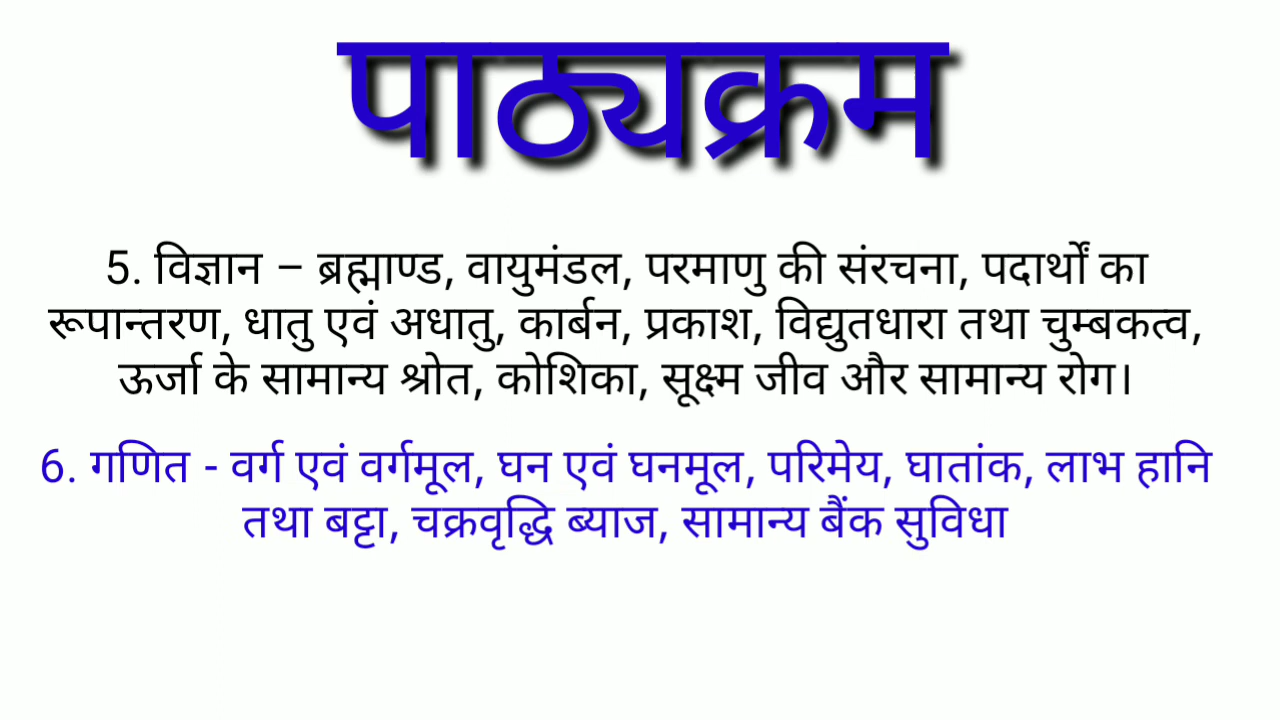 पाठ्यक्रम
5. विज्ञान – ब्रह्माण्ड, वायुमंडल, परमाणु की संरचना, पदार्थों का
रूपान्तरण, धातु एवं अधातु, कार्बन, प्रकाश, विद्युतधारा तथा चुम्बकत्व,
ऊर्जा के सामान्य श्रोत, कोशिका, सूक्ष्म जीव और सामान्य रोग।
6. गणित - वर्ग एवं वर्गमूल, घन एवं घनमूल, परिमेय, घातांक, लाभ हानि
तथा बट्टा, चक्रवृद्धि ब्याज, सामान्य बैंक सुविधा